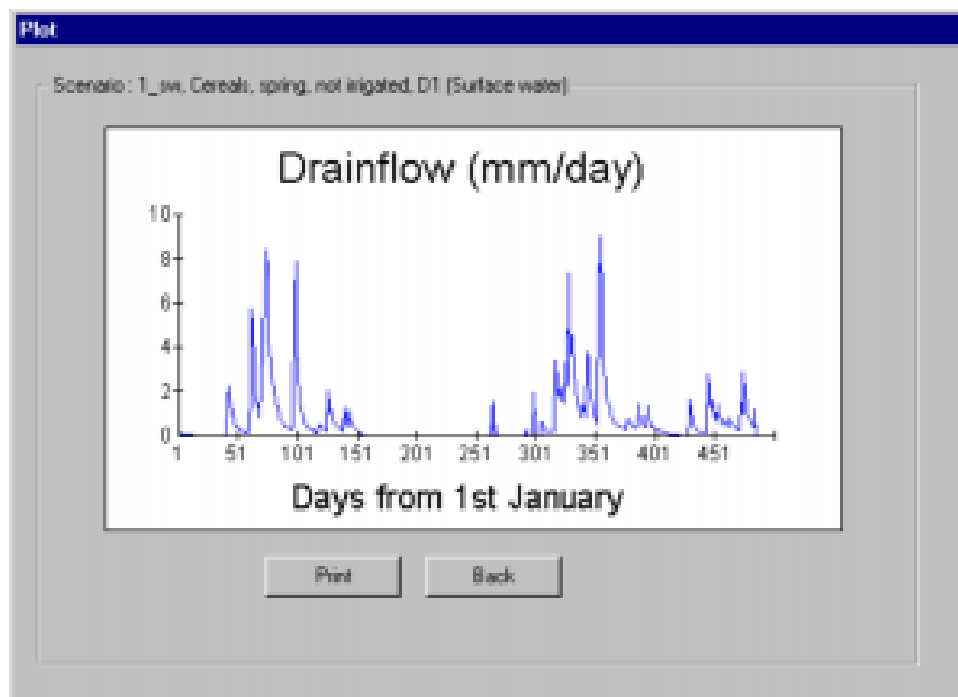 Plot
Scenario : 1_sw, Cereals, spring, not irrigated, D1 (Surface water)
Drainflow (mm/day)
10
8
6
4
2
0
1 51 101 151 201 251 301 351 401 451
Days from 1st January
Print Back